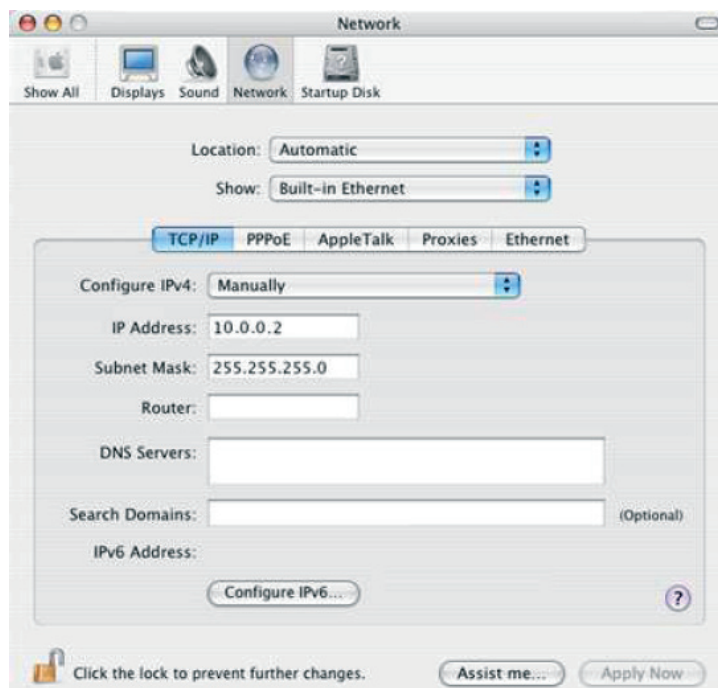 Network
Show All Displays Sound Network Startup Disk
Location: Automatic
Show: Built-in Ethernet
TCP/IP PPPoE AppleTalk Proxies Ethernet
Configure IPv4: Manually
IP Address: 10.0.0.2
Subnet Mask: 255.255.255.0
Router:
DNS Servers:
Search Domains: (Optional)
IPv6 Address:
Configure IPv6...
?
Click the lock to prevent further changes. Assist me... Apply Now